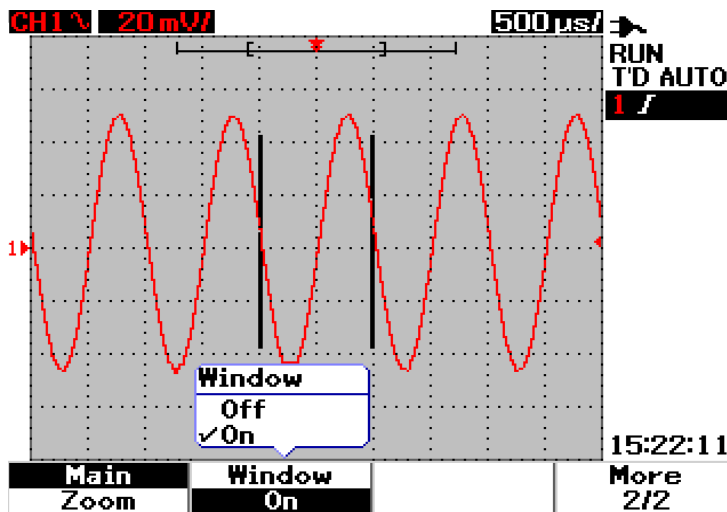 CH1 20mV/ 500µs/
RUN
T'D AUTO
1
1
Window
Off
✓On
15:22:11
Main Window More
Zoom On 2/2